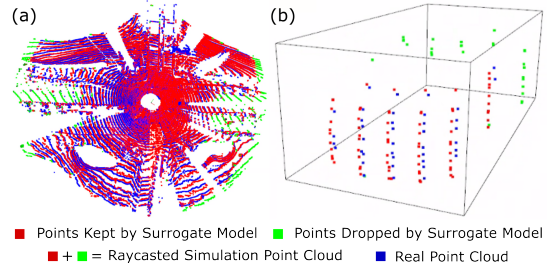 (a)
(b)
Points Kept by Surrogate Model
Points Dropped by Surrogate Model
+ = Raycasted Simulation Point Cloud
Real Point Cloud